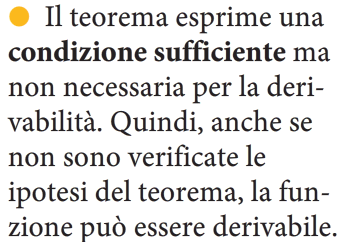 ● Il teorema esprime una
condizione sufficiente ma
non necessaria per la deri-
vabilità. Quindi, anche se
non sono verificate le
ipotesi del teorema, la fun-
zione può essere derivabile.